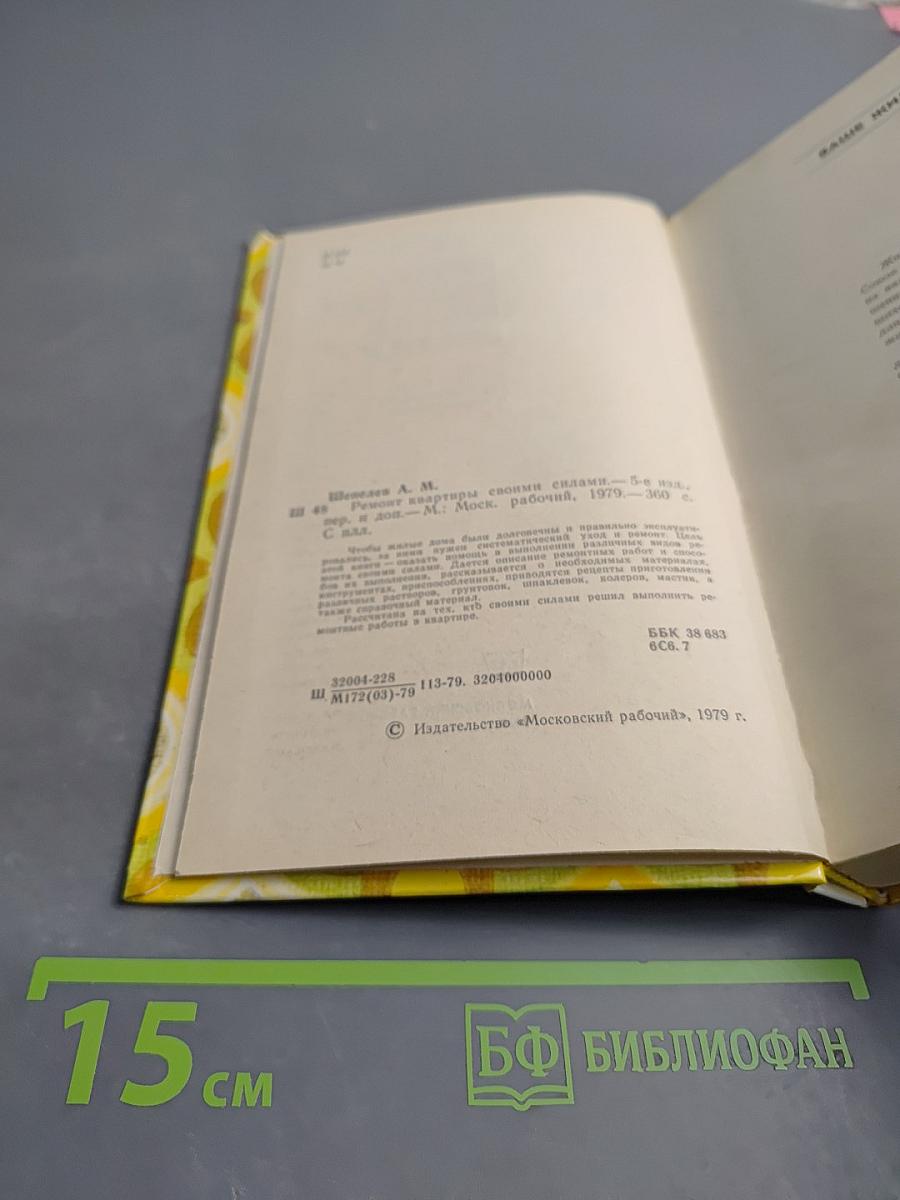 Шепелев А. М.
Ш 48 Ремонт квартиры своими силами.— 5-е изд.,
пер. и доп.— М.: Моск. рабочий, 1979.— 360 с.
С илл.
Чтобы жилые дома были долговечны и правильно эксплуати-
ровались, за ними нужен систематический уход и ремонт. Цель
этой книги — оказать помощь в выполнении различных видов ре-
монта своими силами. Дается описание ремонтных работ и спосо-
бов их выполнения, рассказывается о необходимых материалах,
инструментах, приспособлениях, приводятся рецепты приготовления
различных растворов, грунтовок, шпаклевок, колеров, мастик, а
также справочный материал.
Рассчитана на тех, кто своими силами решил выполнить ре-
монтные работы в квартире.
ББК 38 683
6С6. 7
32004-228
Ш М172(03)-79 113-79. 3204000000
© Издательство «Московский рабочий», 1979 г.
ВАШЕ
15 см
БФ БИБЛИОФАН